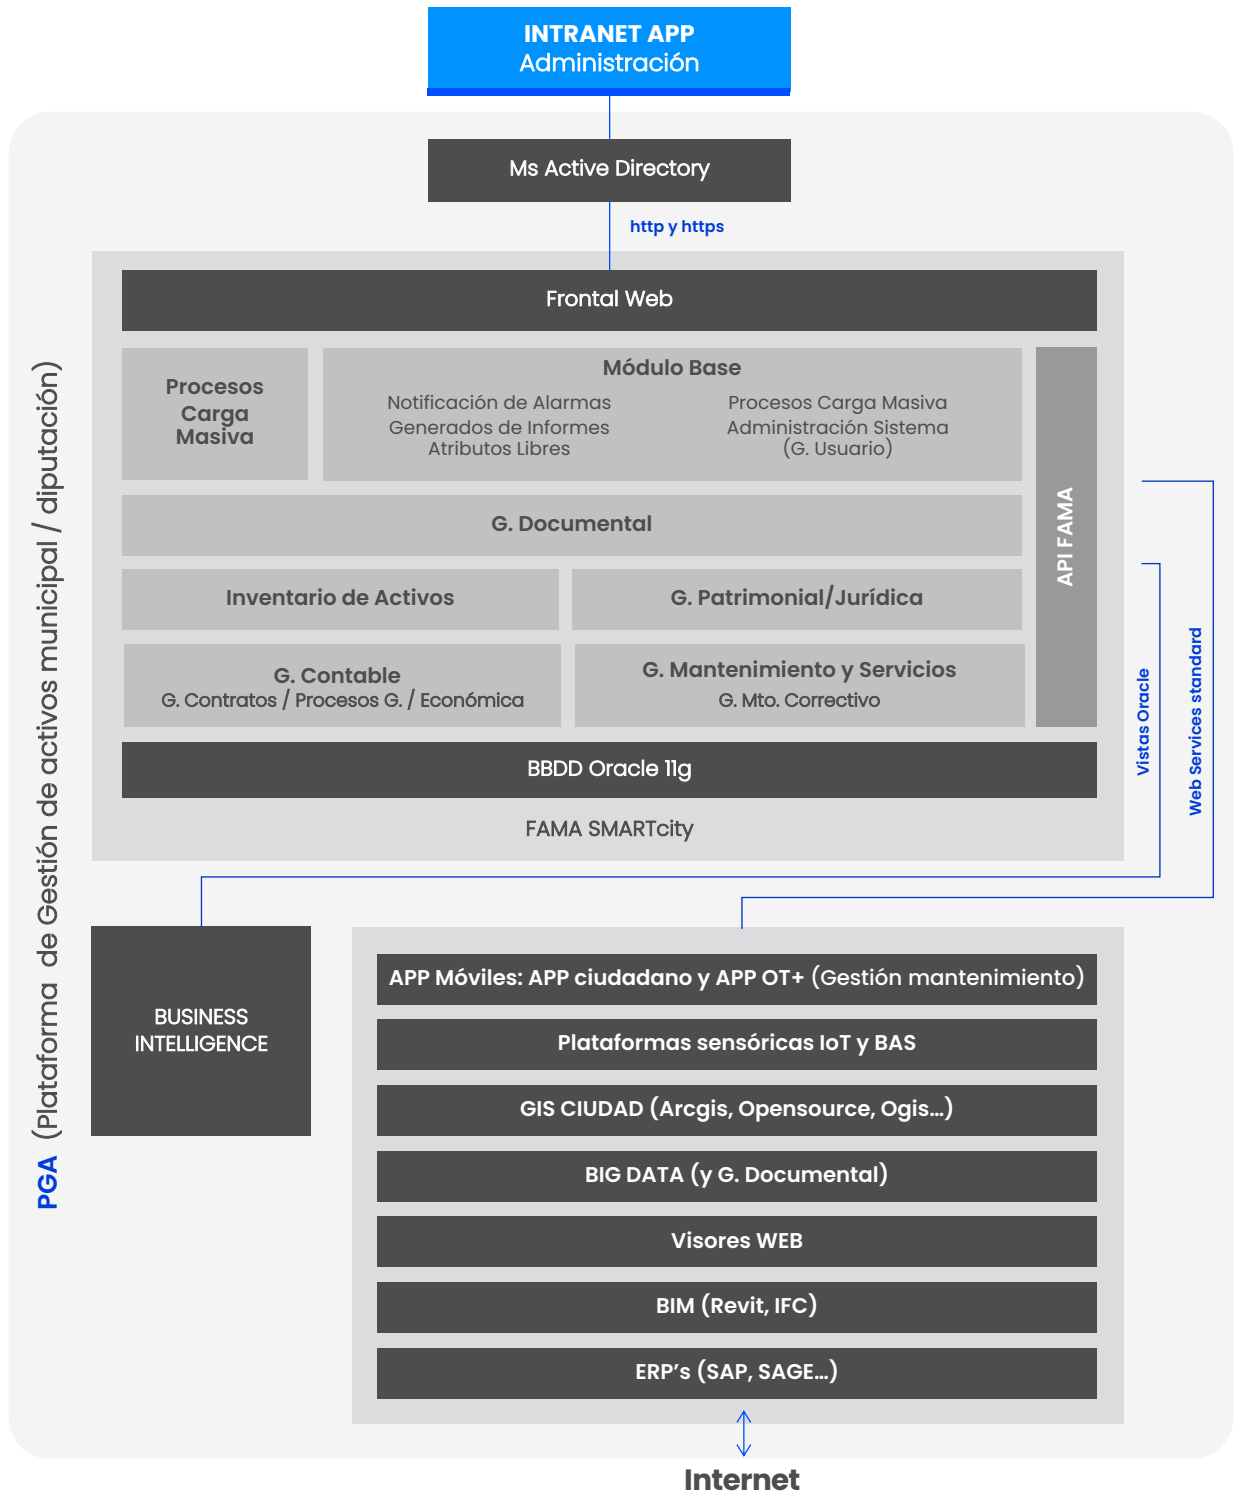 INTRANET APP
Administración
Ms Active Directory
http y https
Frontal Web
Procesos
Carga
Masiva
Módulo Base
Notificación de Alarmas
Generados de Informes
Atributos Libres
Procesos Carga Masiva
Administración Sistema
(G. Usuario)
API FAMA
G. Documental
Inventario de Activos
G. Patrimonial/Jurídica
G. Contable
G. Contratos / Procesos G. / Económica
G. Mantenimiento y Servicios
G. Mto. Correctivo
BBDD Oracle 11g
FAMA SMARTcity
Vistas Oracle
Web Services standard
PGA (Plataforma de Gestión de activos municipal / diputación)
BUSINESS
INTELLIGENCE
APP Móviles: APP ciudadano y APP OT+ (Gestión mantenimiento)
Plataformas sensóricas IoT y BAS
GIS CIUDAD (Arcgis, Opensource, Ogis...)
BIG DATA (y G. Documental)
Visores WEB
BIM (Revit, IFC)
ERP's (SAP, SAGE...)
Internet